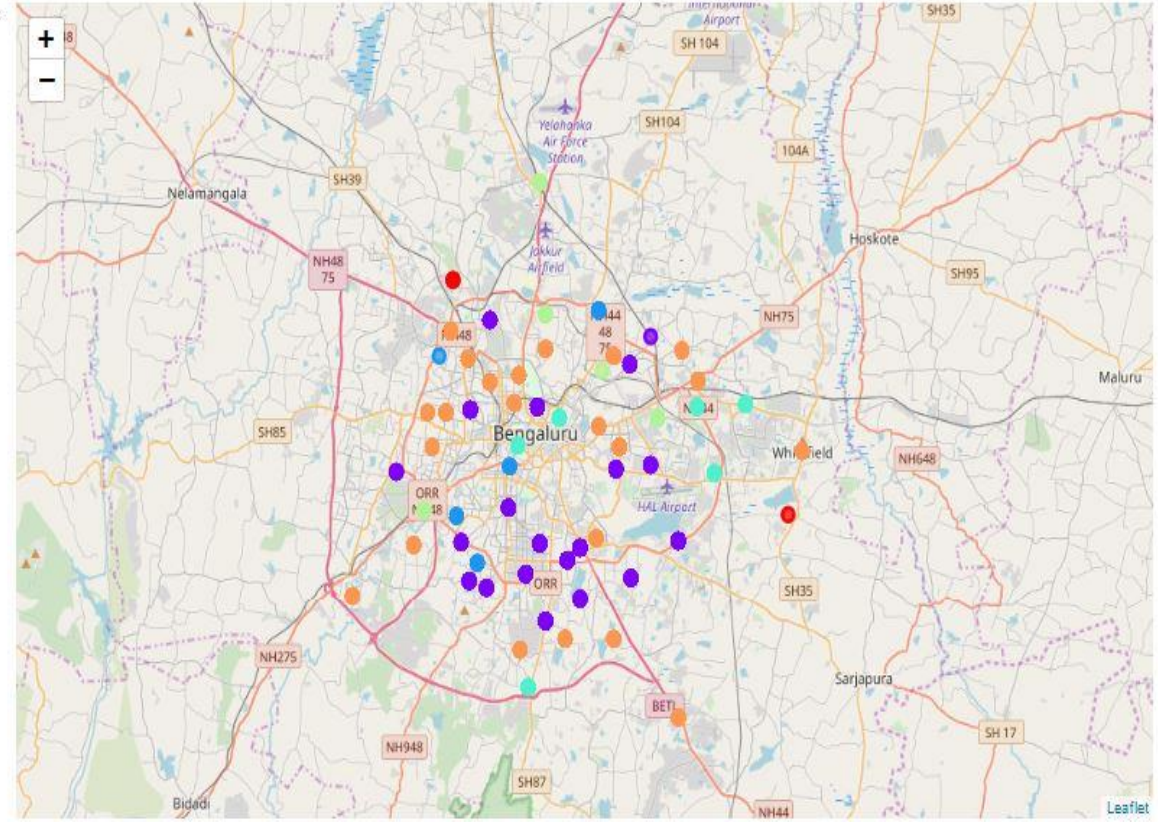 International
Airport
SH35
+
48
SH 104
−
Yelahanka
Air Force
Station
SH104
104A
SH39
Nelamangala
Jakkur
Airfield
Hoskote
NH48
75
SH95
NH75
NH44
48
75
NH48
Maluru
NH44
SH85
Bengaluru
Whitefield
NH648
ORR
NH48
HAL Airport
ORR
SH35
NH275
Sarjapura
BETL
SH 17
NH948
SH87
Bidadi
NH44
Leaflet